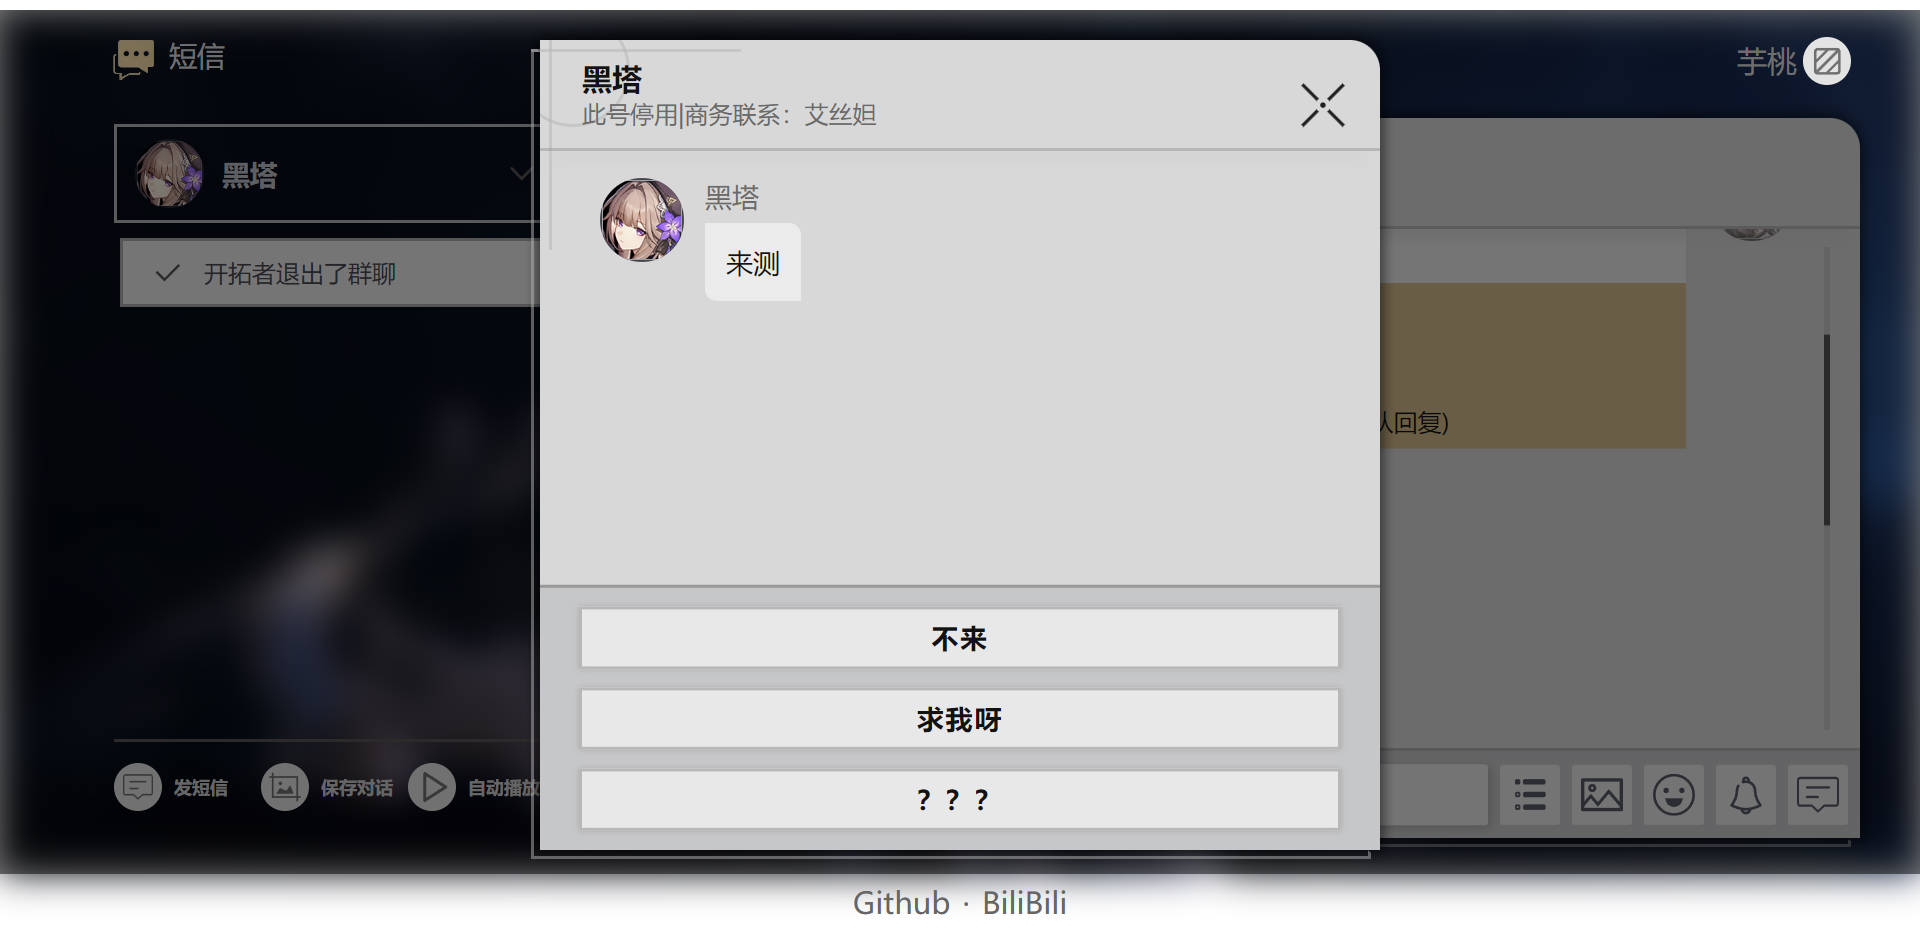 短信
芋桃
黑塔
开拓者退出了群聊
黑塔
此号停用|商务联系：艾丝妲
黑塔
来测
回复)
不来
求我呀
？？？
发短信
保存对话
自动播放
Github · BiliBili